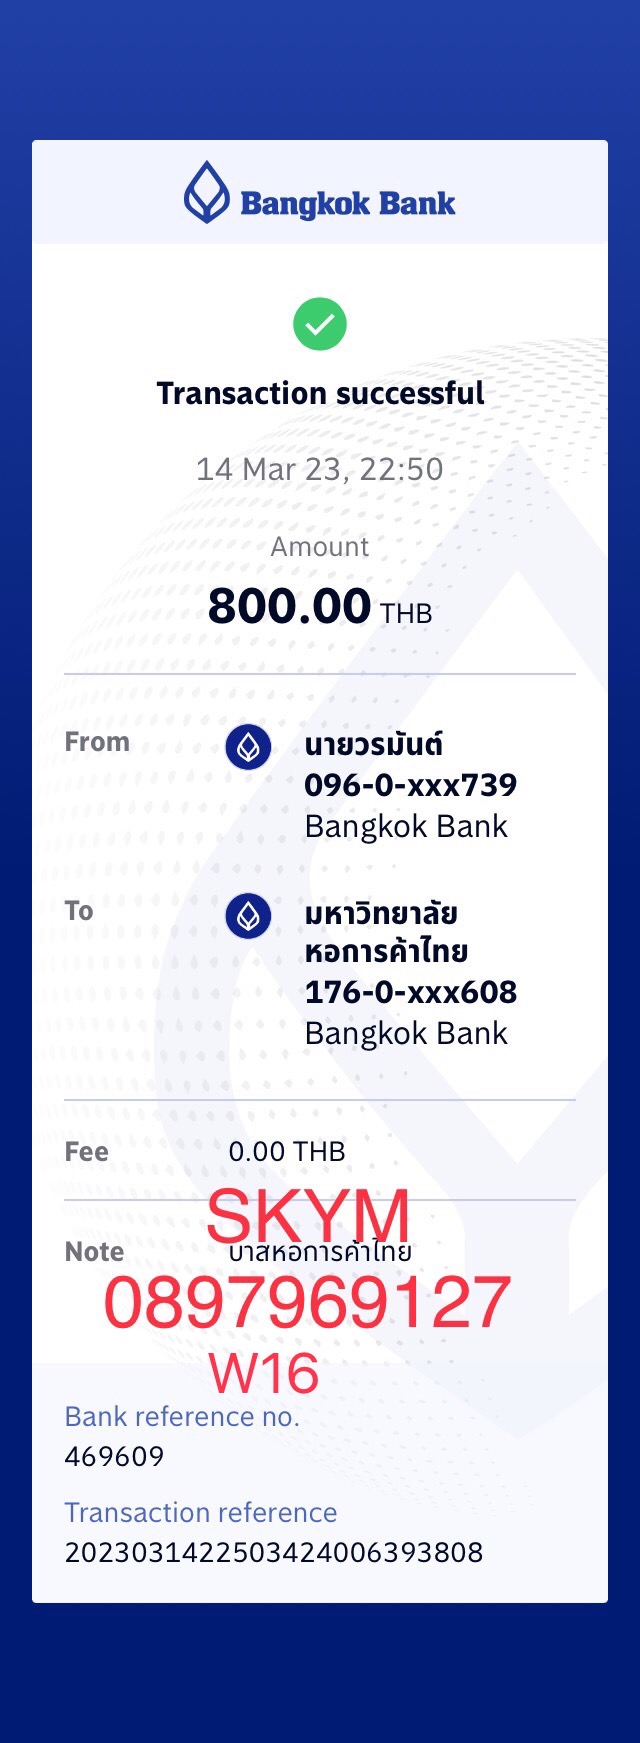 Bangkok Bank
Transaction successful
14 Mar 23, 22:50
Amount
800.00 THB
From
นายวรมันต์
096-0-xxx739
Bangkok Bank
To
มหาวิทยาลัย
หอการค้าไทย
176-0-xxx608
Bangkok Bank
Fee 0.00 THB
SKYM
Note บาสหอการค้าไทย
0897969127
W16
Bank reference no.
469609
Transaction reference
2023031422503424006393808